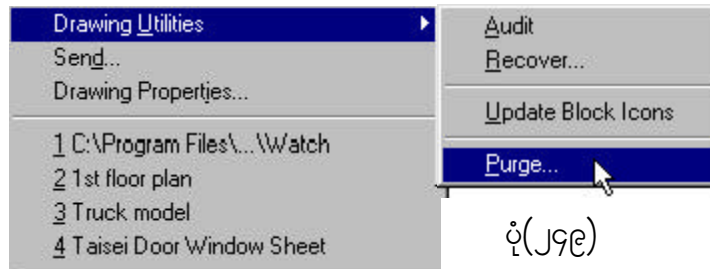 Drawing Utilities
Send...
Drawing Properties...
1 C:\Program Files\...\Watch
2 1st floor plan
3 Truck model
4 Taisei Door Window Sheet
Audit
Recover...
Update Block Icons
Purge...
ပုံ(၂၄၉)